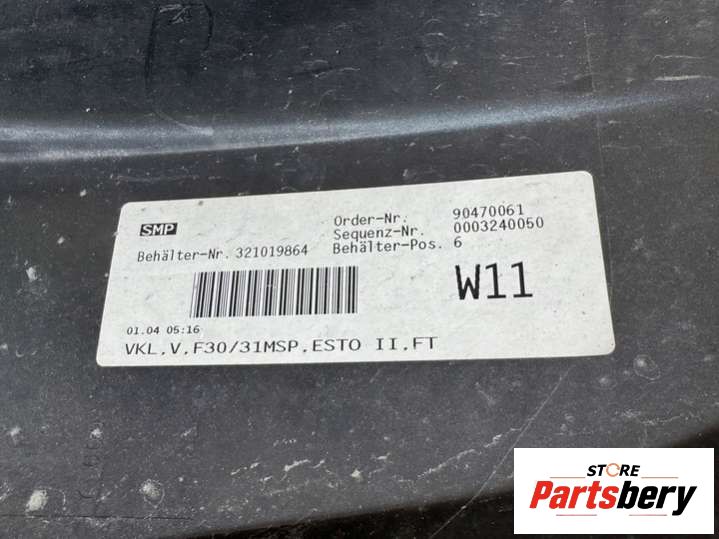 SMP
Order-Nr. 90470061
Sequenz-Nr. 0003240050
Behälter-Nr. 321019864 Behälter-Pos. 6
W11
01.04 05:16
VKL.V.F30/31MSP.ESTO II.FT
STORE
Partsbery